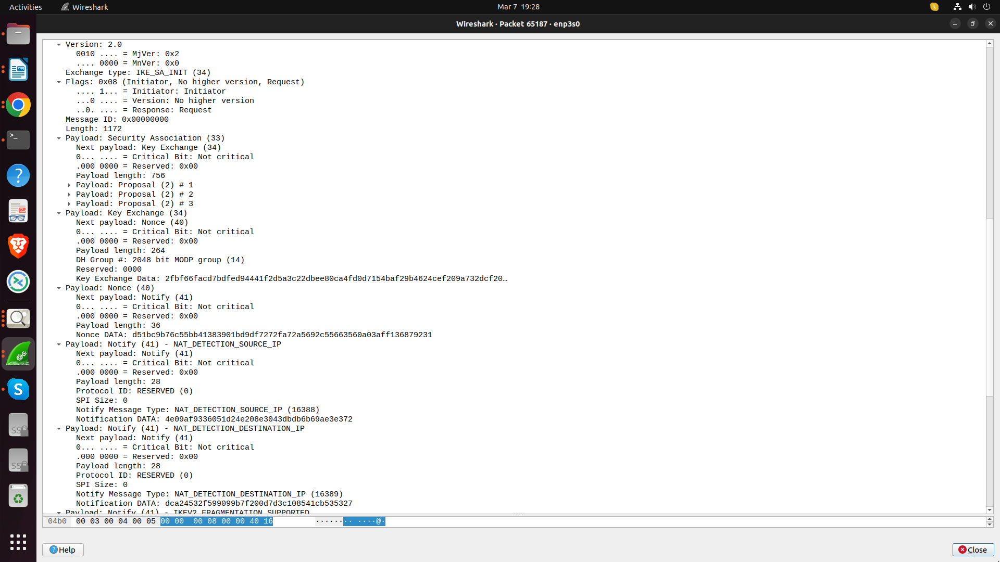 Activities
Wireshark
Mar 7 19:28
Wireshark · Packet 65187 · enp3s0
Version: 2.0
0010 .... = MjVer: 0x2
.... 0000 = MnVer: 0x0
Exchange type: IKE_SA_INIT (34)
Flags: 0x08 (Initiator, No higher version, Request)
.... 1... = Initiator: Initiator
...0 .... = Version: No higher version
..0. .... = Response: Request
Message ID: 0x00000000
Length: 1172
Payload: Security Association (33)
Next payload: Key Exchange (34)
0... .... = Critical Bit: Not critical
.000 0000 = Reserved: 0x00
Payload length: 756
Payload: Proposal (2) # 1
Payload: Proposal (2) # 2
Payload: Proposal (2) # 3
Payload: Key Exchange (34)
Next payload: Nonce (40)
0... .... = Critical Bit: Not critical
.000 0000 = Reserved: 0x00
Payload length: 264
DH Group #: 2048 bit MODP group (14)
Reserved: 0000
Key Exchange Data: 2fbf66facd7bdfed94441f2d5a3c22dbee80ca4fd0d7154baf29b4624cef209a732dcf20…
Payload: Nonce (40)
Next payload: Notify (41)
0... .... = Critical Bit: Not critical
.000 0000 = Reserved: 0x00
Payload length: 36
Nonce DATA: d51bc9b76c55bb41383901bd9df7272fa72a5692c55663560a03aff136879231
Payload: Notify (41) - NAT_DETECTION_SOURCE_IP
Next payload: Notify (41)
0... .... = Critical Bit: Not critical
.000 0000 = Reserved: 0x00
Payload length: 28
Protocol ID: RESERVED (0)
SPI Size: 0
Notify Message Type: NAT_DETECTION_SOURCE_IP (16388)
Notification DATA: 4e09af9336051d24e208e3043dbdb6b69ae3e372
Payload: Notify (41) - NAT_DETECTION_DESTINATION_IP
Next payload: Notify (41)
0... .... = Critical Bit: Not critical
.000 0000 = Reserved: 0x00
Payload length: 28
Protocol ID: RESERVED (0)
SPI Size: 0
Notify Message Type: NAT_DETECTION_DESTINATION_IP (16389)
Notification DATA: dca24532f599099b7f200d7d3c108541cb535327
Payload: Notify (41) - IKEV2_FRAGMENTATION_SUPPORTED
04b0 00 03 00 04 00 05 00 00 00 08 00 00 40 16 ········ ····@·
Help
Close